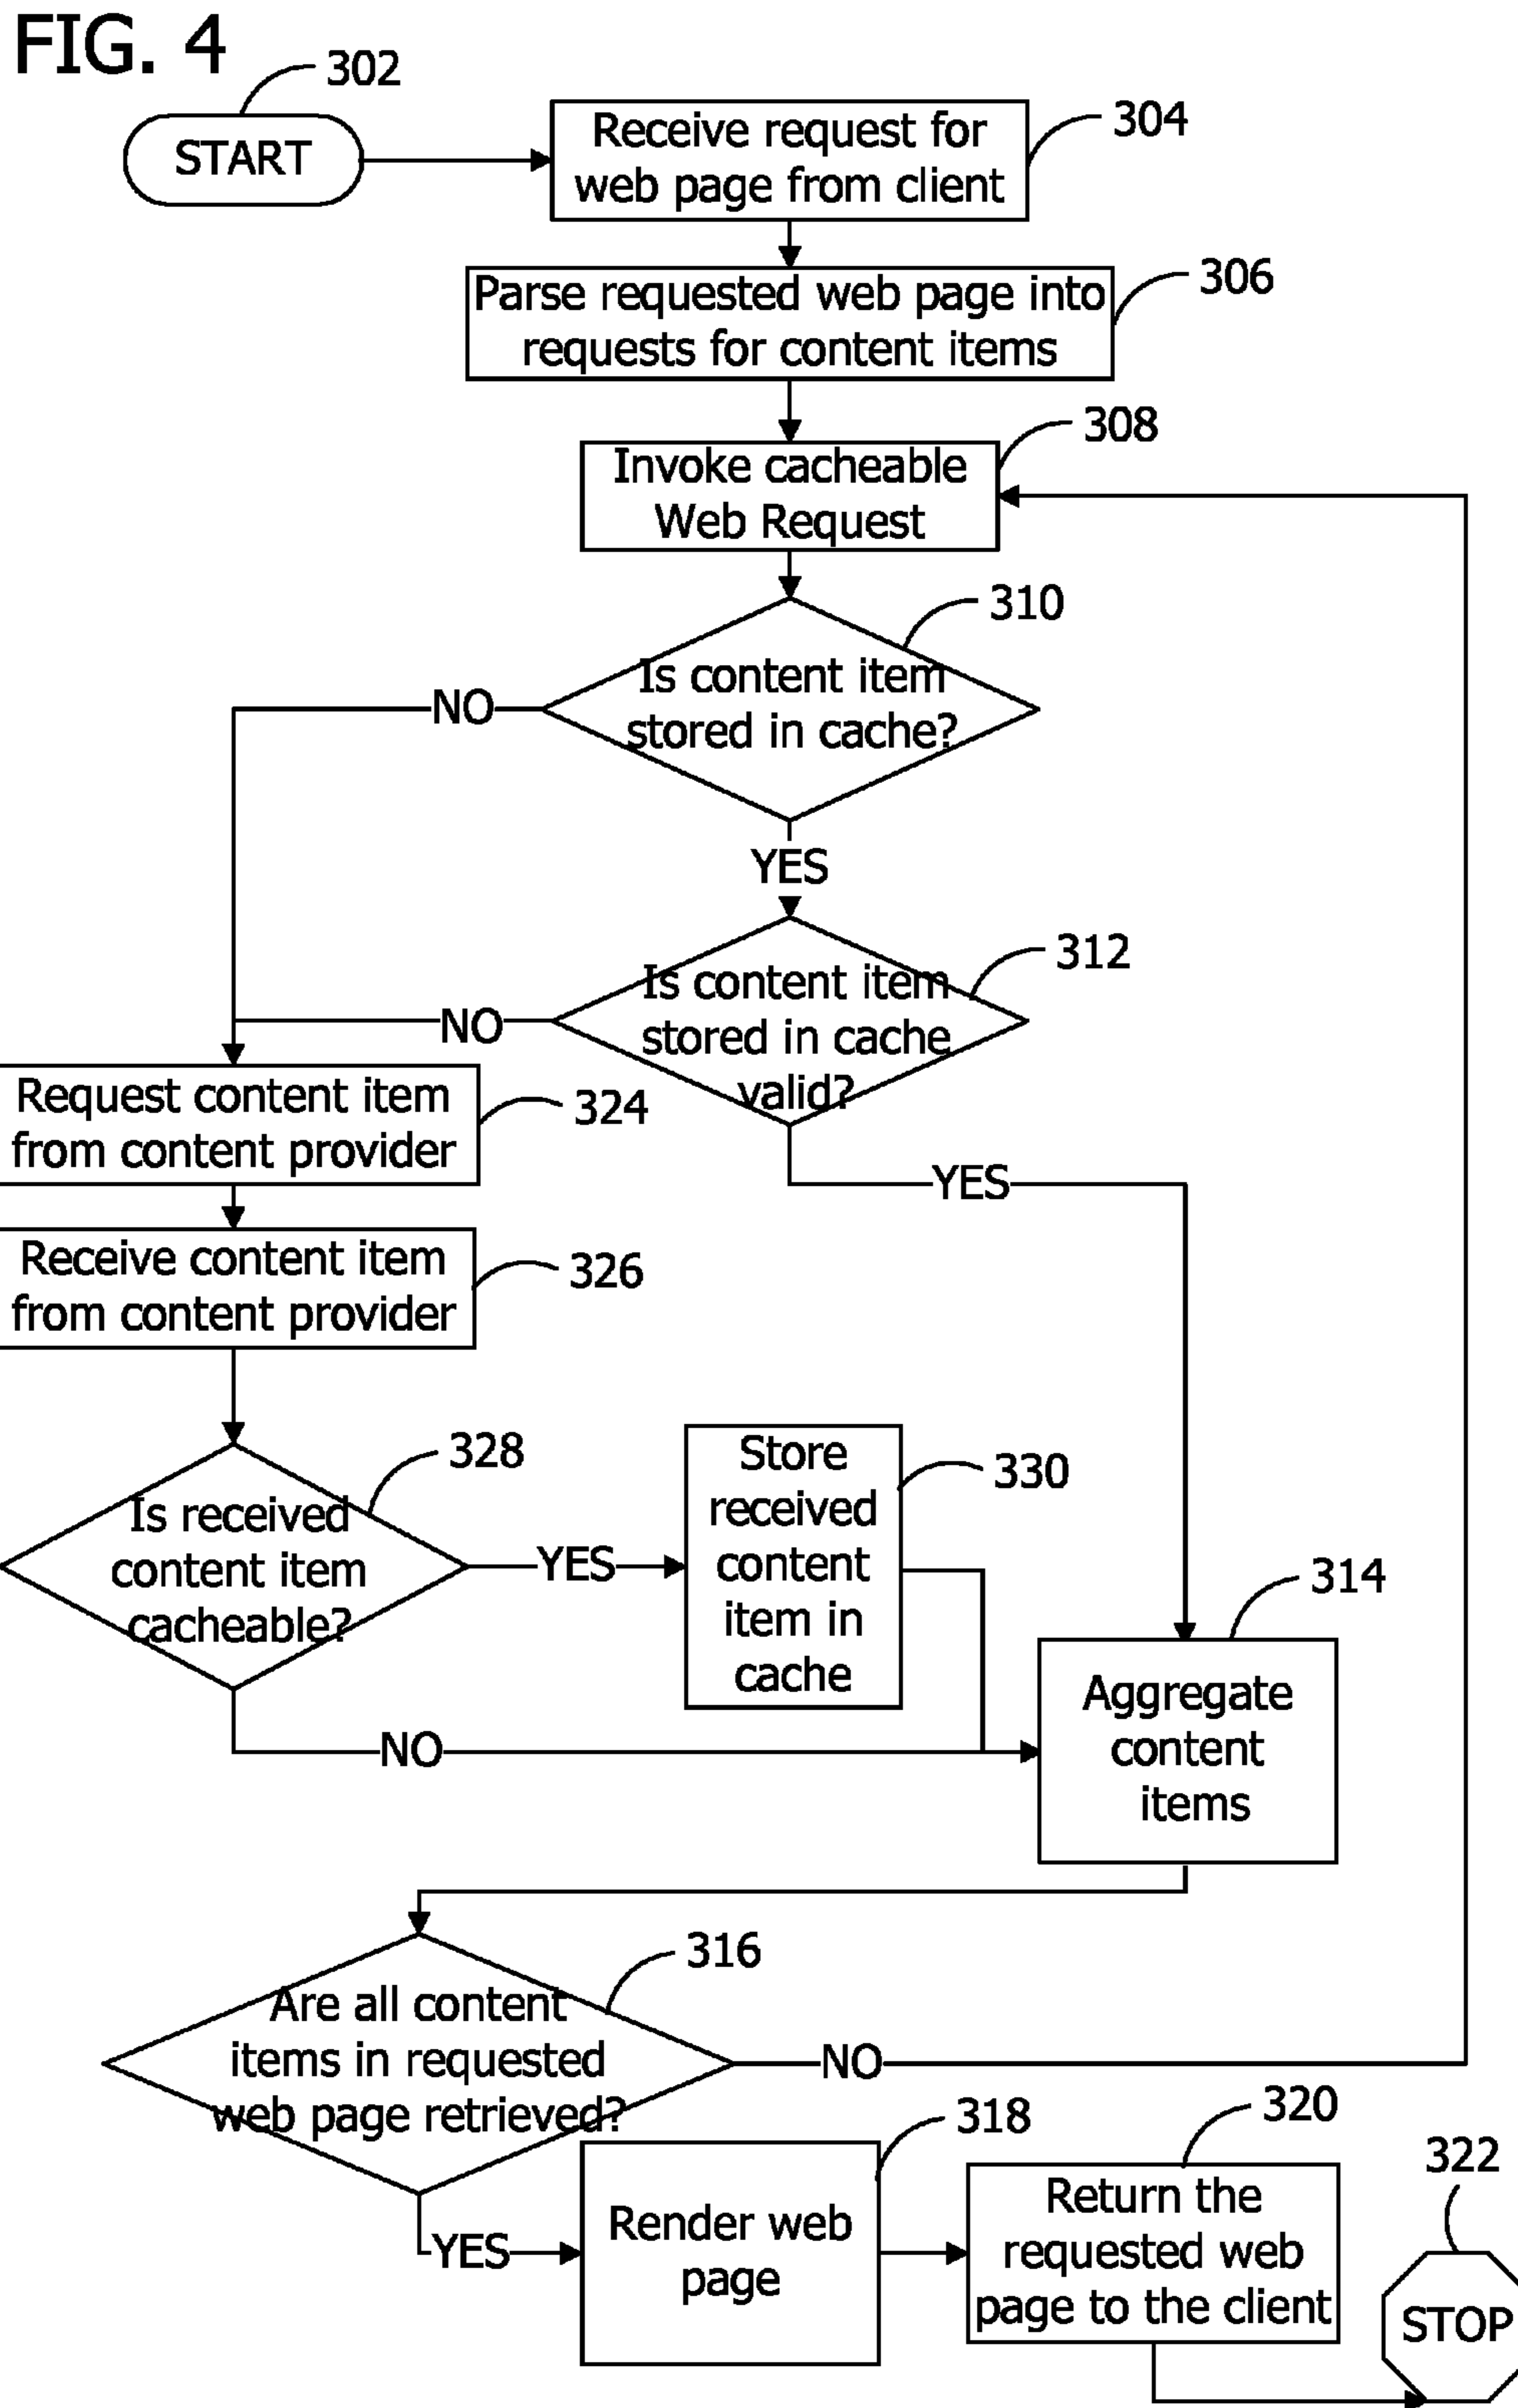 FIG. 4
302
START
Receive request for
web page from client
304
Parse requested web page into
requests for content items
306
Invoke cacheable
Web Request
308
Is content item
stored in cache?
310
NO
YES
Is content item
stored in cache
valid?
312
NO
YES
Request content item
from content provider
324
Receive content item
from content provider
326
Is received
content item
cacheable?
328
YES
NO
Store
received
content
item in
cache
330
Aggregate
content
items
314
Are all content
items in requested
web page retrieved?
316
NO
YES
Render web
page
318
Return the
requested web
page to the client
320
322
STOP